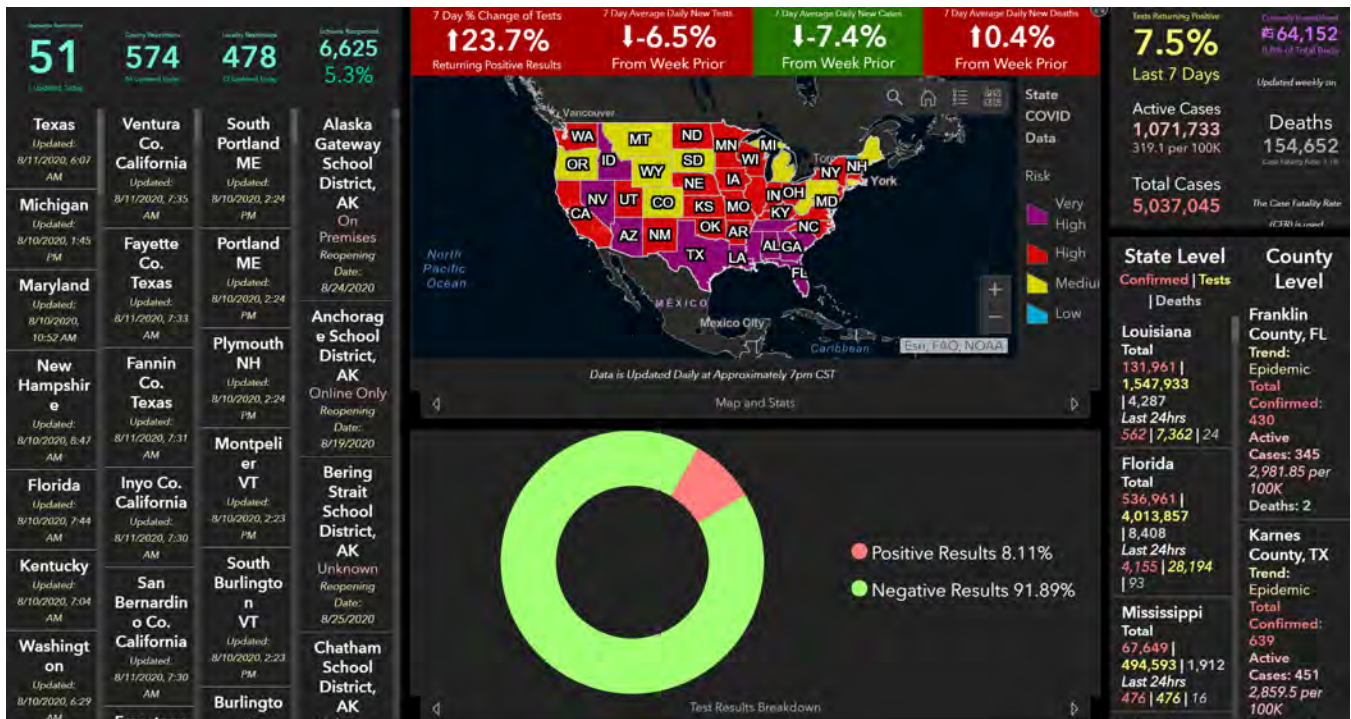 51
574
478
6,625
5.3%
Texas
Updated:
8/11/2020, 6:07
AM
Michigan
Updated:
8/10/2020, 1:45
PM
Maryland
Updated:
8/10/2020,
10:52 AM
New
Hampshir
e
Updated:
8/10/2020, 8:47
AM
Florida
Updated:
8/10/2020, 7:44
AM
Kentucky
Updated:
8/10/2020, 7:04
AM
Washingt
on
Updated:
8/10/2020, 6:29
AM
Ventura
Co.
California
Updated:
8/11/2020, 7:35
AM
Fayette
Co.
Texas
Updated:
8/11/2020, 7:33
AM
Fannin
Co.
Texas
Updated:
8/11/2020, 7:31
AM
Inyo Co.
California
Updated:
8/11/2020, 7:30
AM
San
Bernardin
o Co.
California
Updated:
8/11/2020, 7:30
AM
South
Portland
ME
Updated:
8/10/2020, 2:24
PM
Portland
ME
Updated:
8/10/2020, 2:24
PM
Plymouth
NH
Updated:
8/10/2020, 2:24
PM
Montpeli
er
VT
Updated:
8/10/2020, 2:23
PM
South
Burlingto
n
VT
Updated:
8/10/2020, 2:23
PM
Burlingto
Alaska
Gateway
School
District,
AK
On
Premises
Reopening
Date:
8/24/2020
Anchorag
e School
District,
AK
Online Only
Reopening
Date:
8/19/2020
Bering
Strait
School
District,
AK
Unknown
Reopening
Date:
8/25/2020
Chatham
School
District,
AK
7 Day % Change of Tests
⬆23.7%
Returning Positive Results
7 Day Average Daily New Tests
⬇-6.5%
From Week Prior
7 Day Average Daily New Cases
⬇-7.4%
From Week Prior
7 Day Average Daily New Deaths
⬆0.4%
From Week Prior
Vancouver
WA MT ND MN MI
OR ID WY SD WI NY NH
York
NV UT CO NE IA IN OH MD
CA KS MO KY
AZ NM OK AR NC
TX LA AL GA
FL
North
Pacific
Ocean
MÉXICO
Mexico City
Caribbean
Esri, FAO, NOAA
State
COVID
Data
Risk
Very
High
High
Mediu
Low
+
−
Data is Updated Daily at Approximately 7pm CST
Map and Stats
Positive Results 8.11%
Negative Results 91.89%
Test Results Breakdown
Tests Returning Positive
7.5%
Last 7 Days
Active Cases
1,071,733
319.1 per 100K
Total Cases
5,037,045
64,152
Updated weekly on
Deaths
154,652
The Case Fatality Rate
(CFR) is used
State Level
Confirmed | Tests
| Deaths
Louisiana
Total
131,961 |
1,547,933
| 4,287
Last 24hrs
562 | 7,362 | 24
Florida
Total
536,961 |
4,013,857
| 8,408
Last 24hrs
4,155 | 28,194
| 93
Mississippi
Total
67,649 |
494,593 | 1,912
Last 24hrs
476 | 476 | 16
County
Level
Franklin
County, FL
Trend:
Epidemic
Total
Confirmed:
430
Active
Cases: 345
2,981.85 per
100K
Deaths: 2
Karnes
County, TX
Trend:
Epidemic
Total
Confirmed:
639
Active
Cases: 451
2,859.5 per
100K